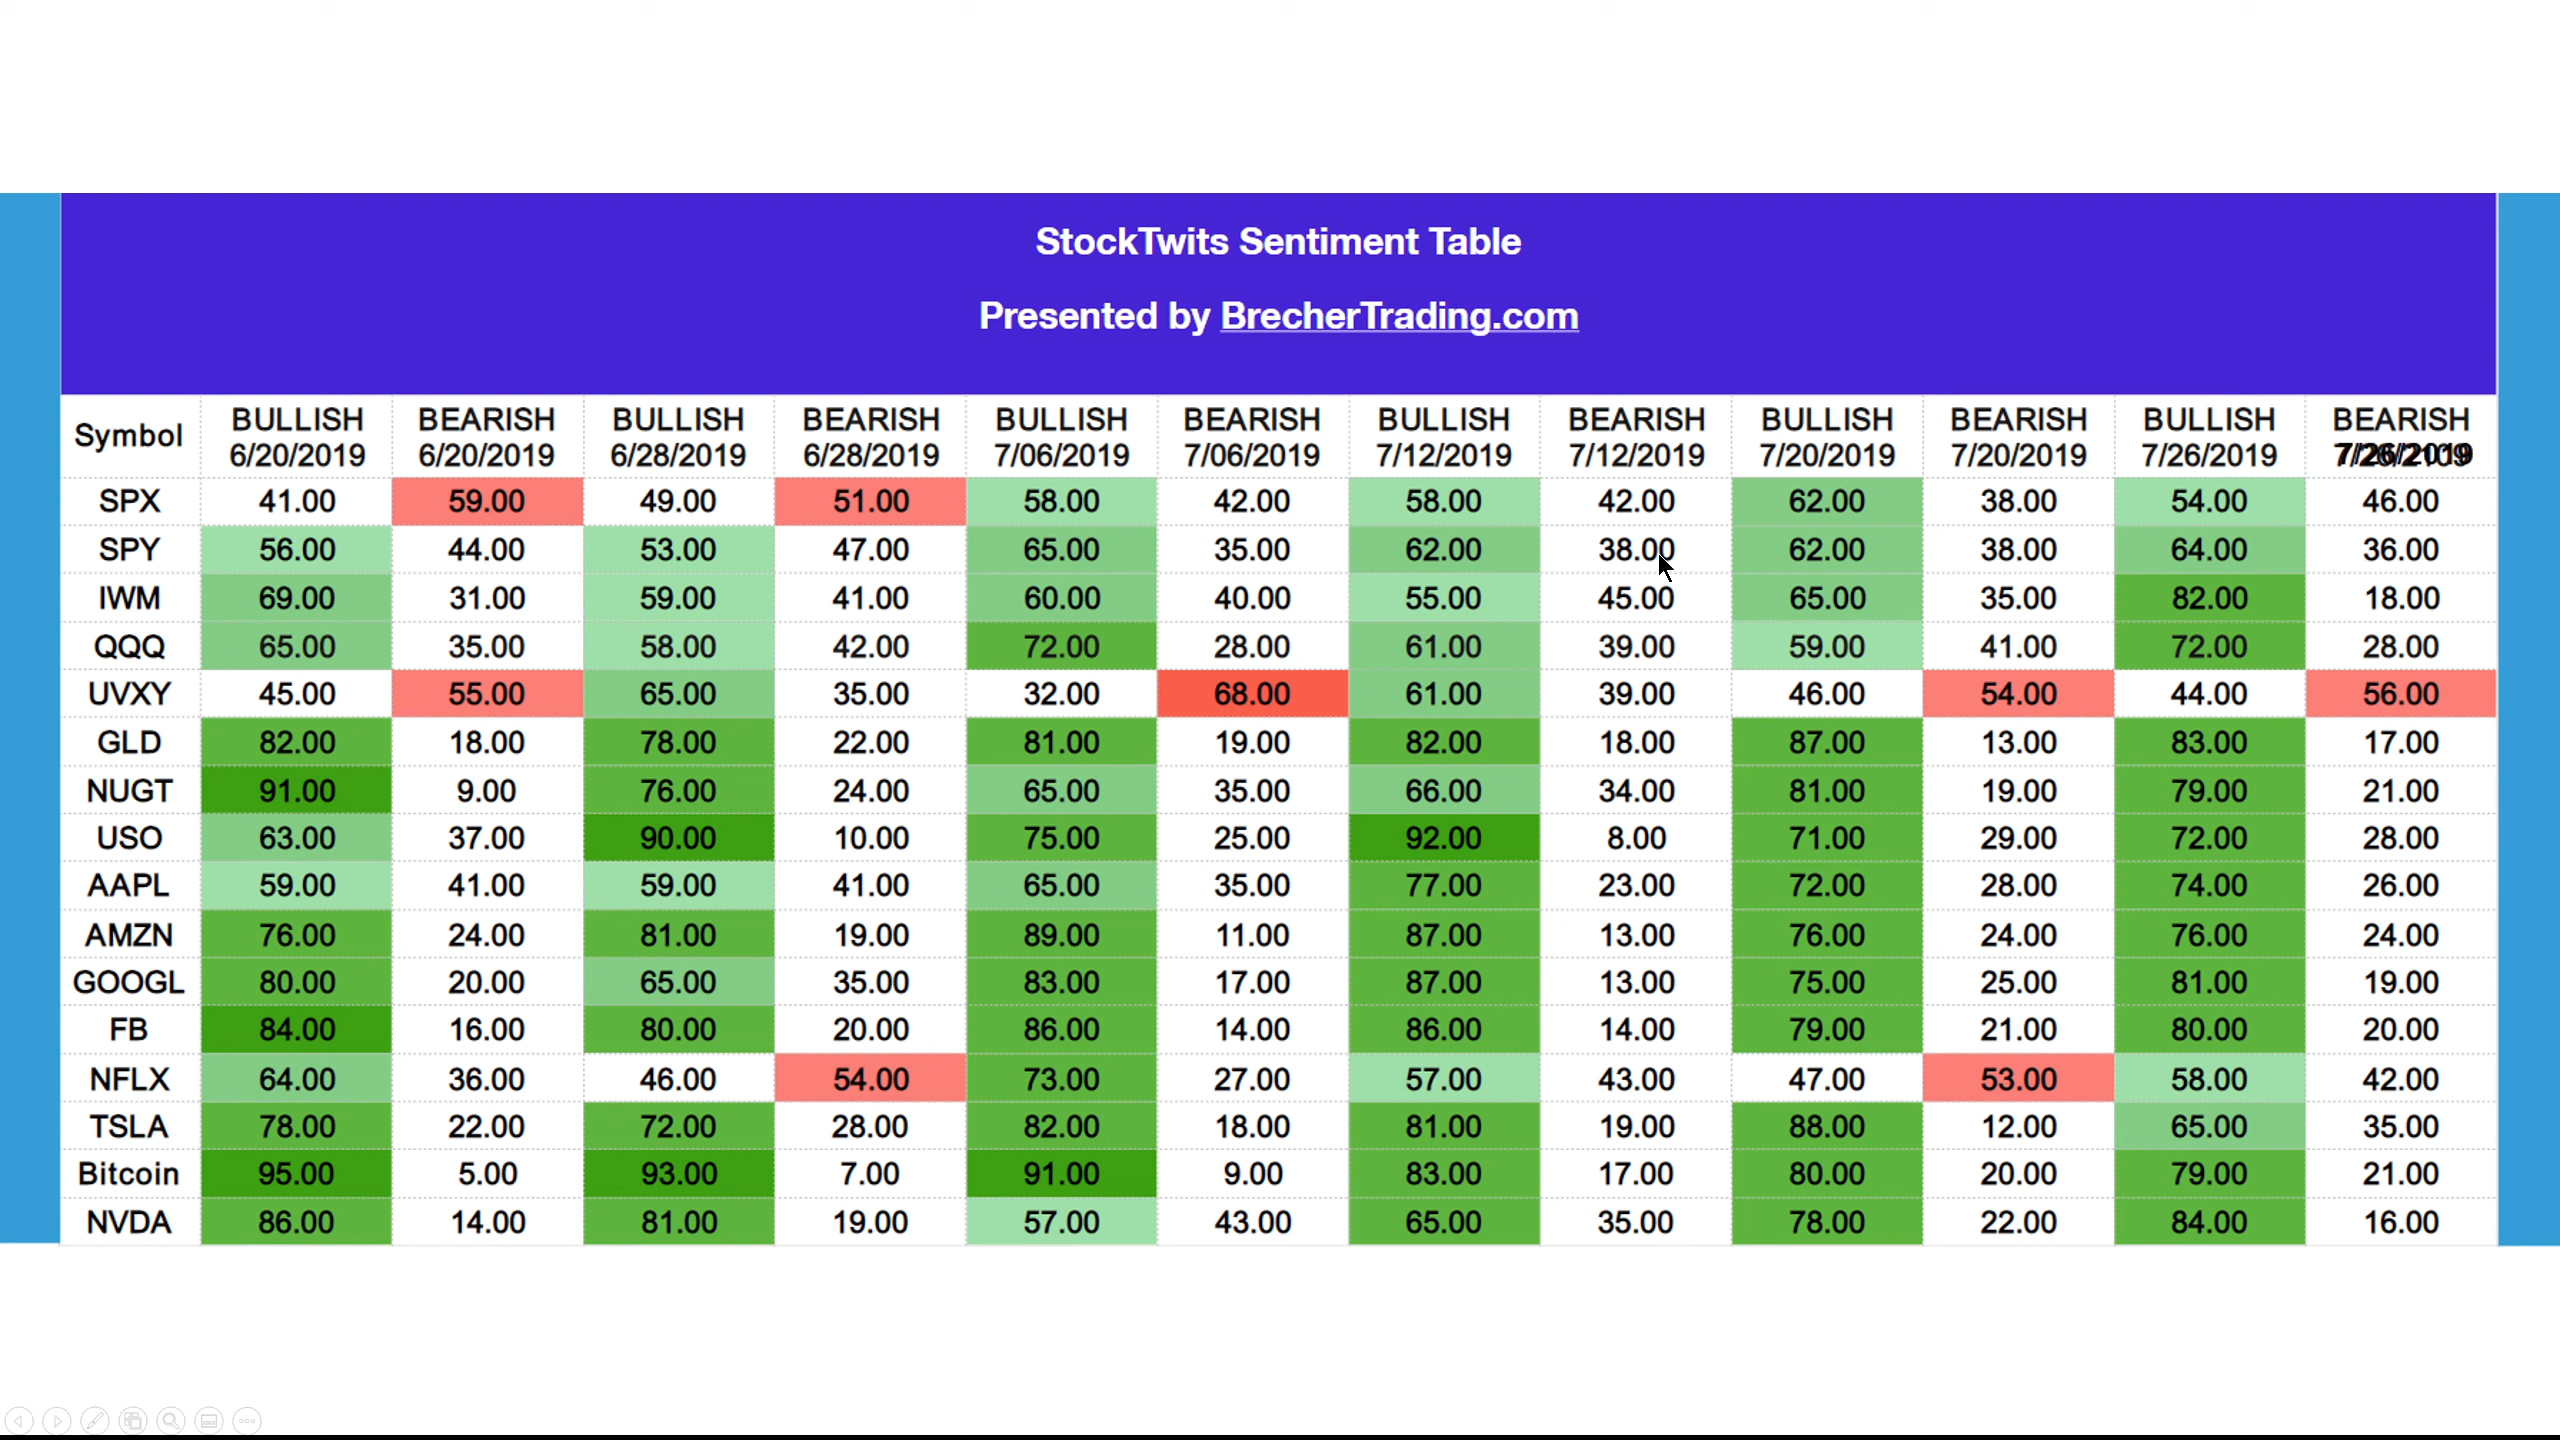 StockTwits Sentiment Table
Presented by BrecherTrading.com
Symbol BULLISH 6/20/2019 BEARISH 6/20/2019 BULLISH 6/28/2019 BEARISH 6/28/2019 BULLISH 7/06/2019 BEARISH 7/06/2019 BULLISH 7/12/2019 BEARISH 7/12/2019 BULLISH 7/20/2019 BEARISH 7/20/2019 BULLISH 7/26/2019 BEARISH
SPX 41.00 59.00 49.00 51.00 58.00 42.00 58.00 42.00 62.00 38.00 54.00 46.00
SPY 56.00 44.00 53.00 47.00 65.00 35.00 62.00 38.00 62.00 38.00 64.00 36.00
IWM 69.00 31.00 59.00 41.00 60.00 40.00 55.00 45.00 65.00 35.00 82.00 18.00
QQQ 65.00 35.00 58.00 42.00 72.00 28.00 61.00 39.00 59.00 41.00 72.00 28.00
UVXY 45.00 55.00 65.00 35.00 32.00 68.00 61.00 39.00 46.00 54.00 44.00 56.00
GLD 82.00 18.00 78.00 22.00 81.00 19.00 82.00 18.00 87.00 13.00 83.00 17.00
NUGT 91.00 9.00 76.00 24.00 65.00 35.00 66.00 34.00 81.00 19.00 79.00 21.00
USO 63.00 37.00 90.00 10.00 75.00 25.00 92.00 8.00 71.00 29.00 72.00 28.00
AAPL 59.00 41.00 59.00 41.00 65.00 35.00 77.00 23.00 72.00 28.00 74.00 26.00
AMZN 76.00 24.00 81.00 19.00 89.00 11.00 87.00 13.00 76.00 24.00 76.00 24.00
GOOGL 80.00 20.00 65.00 35.00 83.00 17.00 87.00 13.00 75.00 25.00 81.00 19.00
FB 84.00 16.00 80.00 20.00 86.00 14.00 86.00 14.00 79.00 21.00 80.00 20.00
NFLX 64.00 36.00 46.00 54.00 73.00 27.00 57.00 43.00 47.00 53.00 58.00 42.00
TSLA 78.00 22.00 72.00 28.00 82.00 18.00 81.00 19.00 88.00 12.00 65.00 35.00
Bitcoin 95.00 5.00 93.00 7.00 91.00 9.00 83.00 17.00 80.00 20.00 79.00 21.00
NVDA 86.00 14.00 81.00 19.00 57.00 43.00 65.00 35.00 78.00 22.00 84.00 16.00